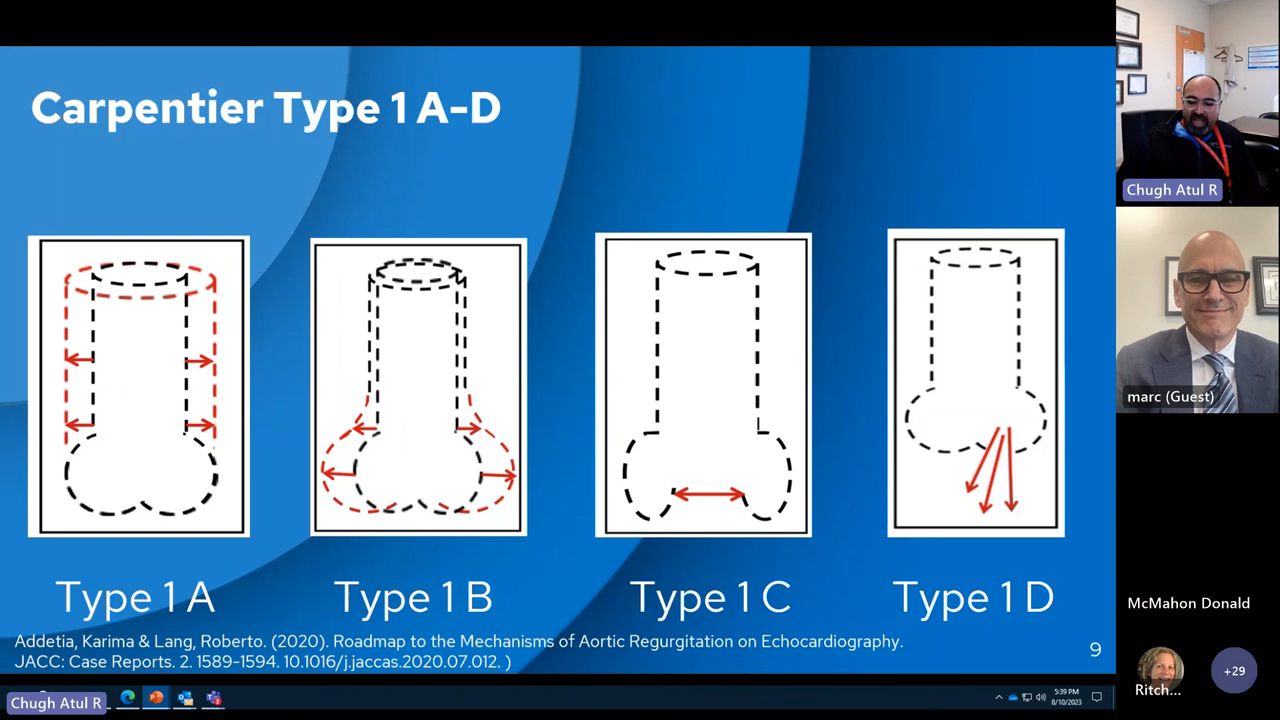 Carpentier Type 1 A-D
Type 1 A
Type 1 B
Type 1 C
Type 1 D
Addetia, Karima & Lang, Roberto. (2020). Roadmap to the Mechanisms of Aortic Regurgitation on Echocardiography.
JACC: Case Reports. 2. 1589-1594. 10.1016/j.jaccas.2020.07.012. )
9
Chugh Atul R
marc (Guest)
McMahon Donald
Ritch...
+29
Chugh Atul R
5:39 PM
8/10/2023